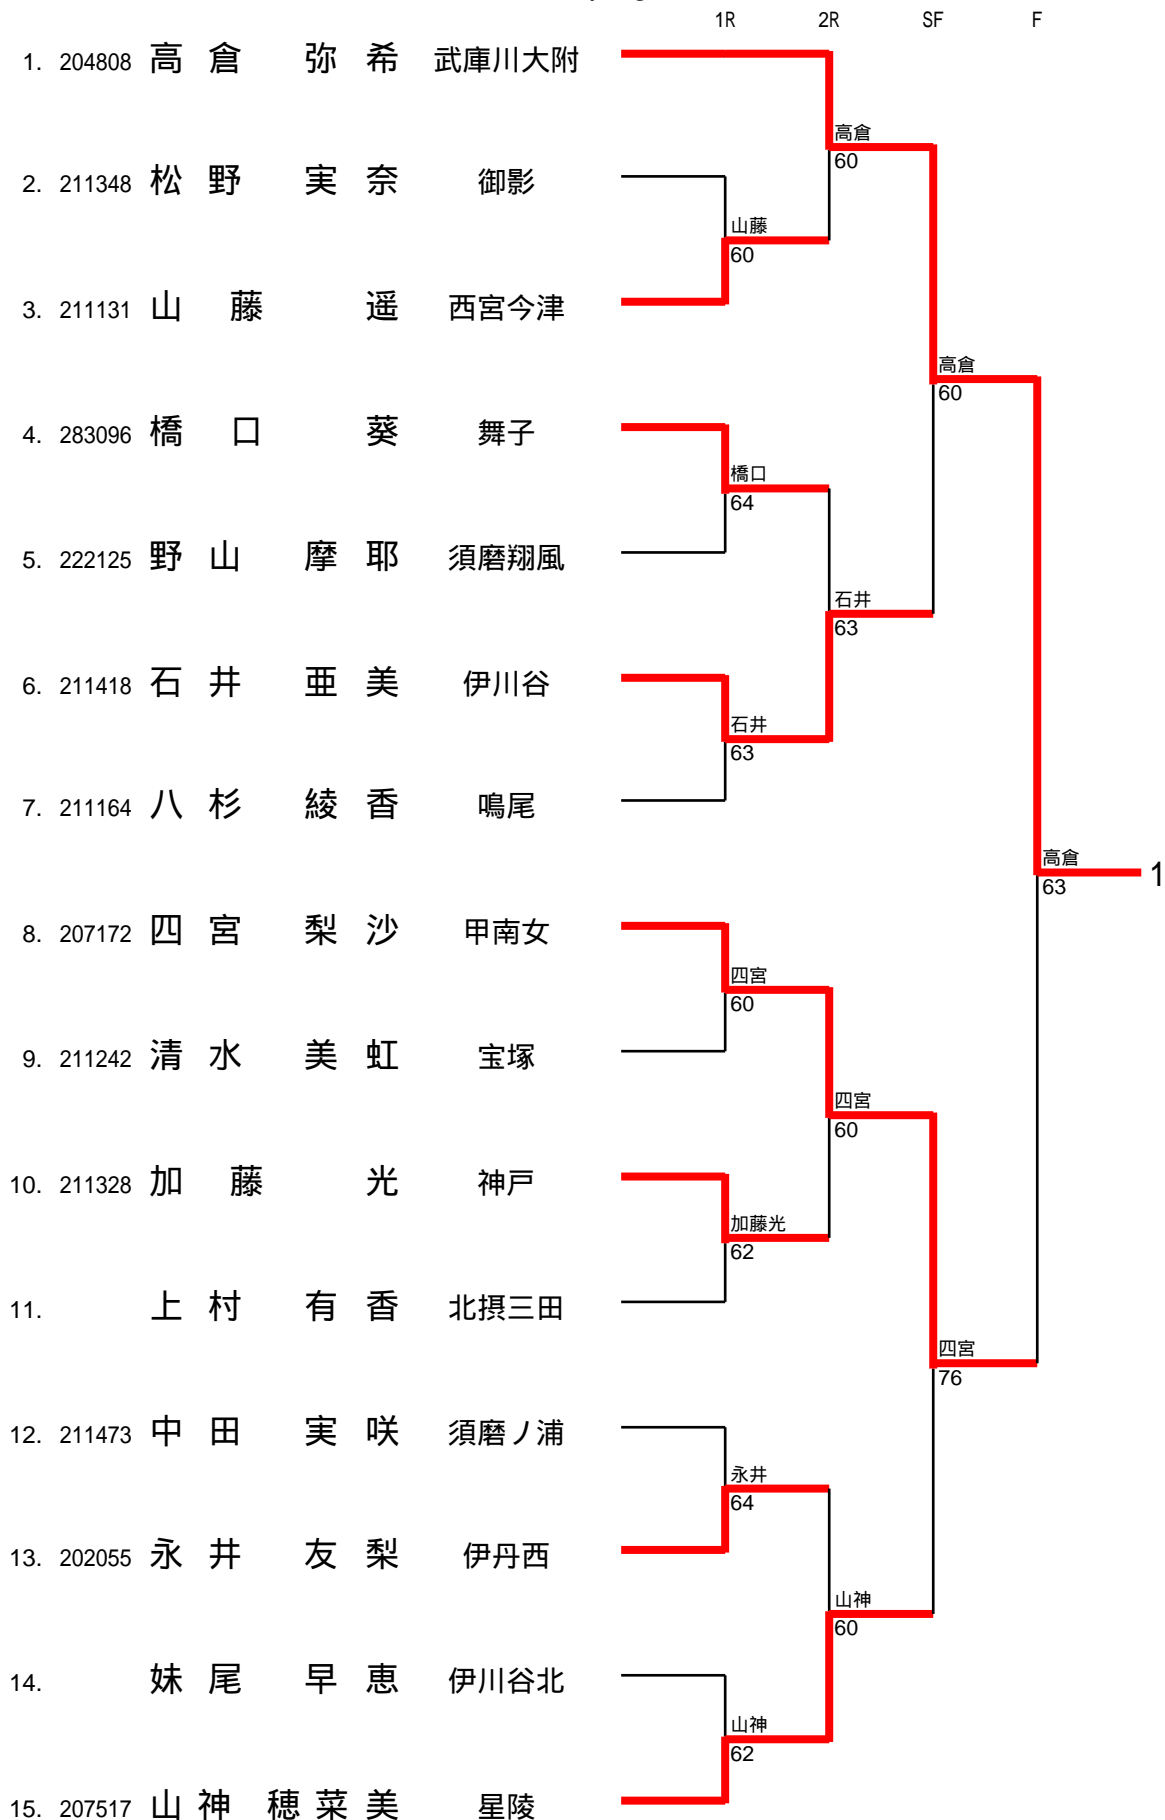 1R 2R SF F
1. 204808 高倉 弥希 武庫川大附
高倉
60
2. 211348 松野 実奈 御影
山藤
60
3. 211131 山藤 遥 西宮今津
高倉
60
4. 283096 橋口 葵 舞子
橋口
64
5. 222125 野山 摩耶 須磨翔風
石井
63
6. 211418 石井 亜美 伊川谷
石井
63
7. 211164 八杉 綾香 鳴尾
高倉
63
1
8. 207172 四宮 梨沙 甲南女
四宮
60
9. 211242 清水 美虹 宝塚
四宮
60
10. 211328 加藤 光 神戸
加藤光
62
11. 上村 有香 北摂三田
四宮
76
12. 211473 中田 実咲 須磨ノ浦
永井
64
13. 202055 永井 友梨 伊丹西
山神
60
14. 妹尾 早恵 伊川谷北
山神
62
15. 207517 山神 穂菜美 星陵